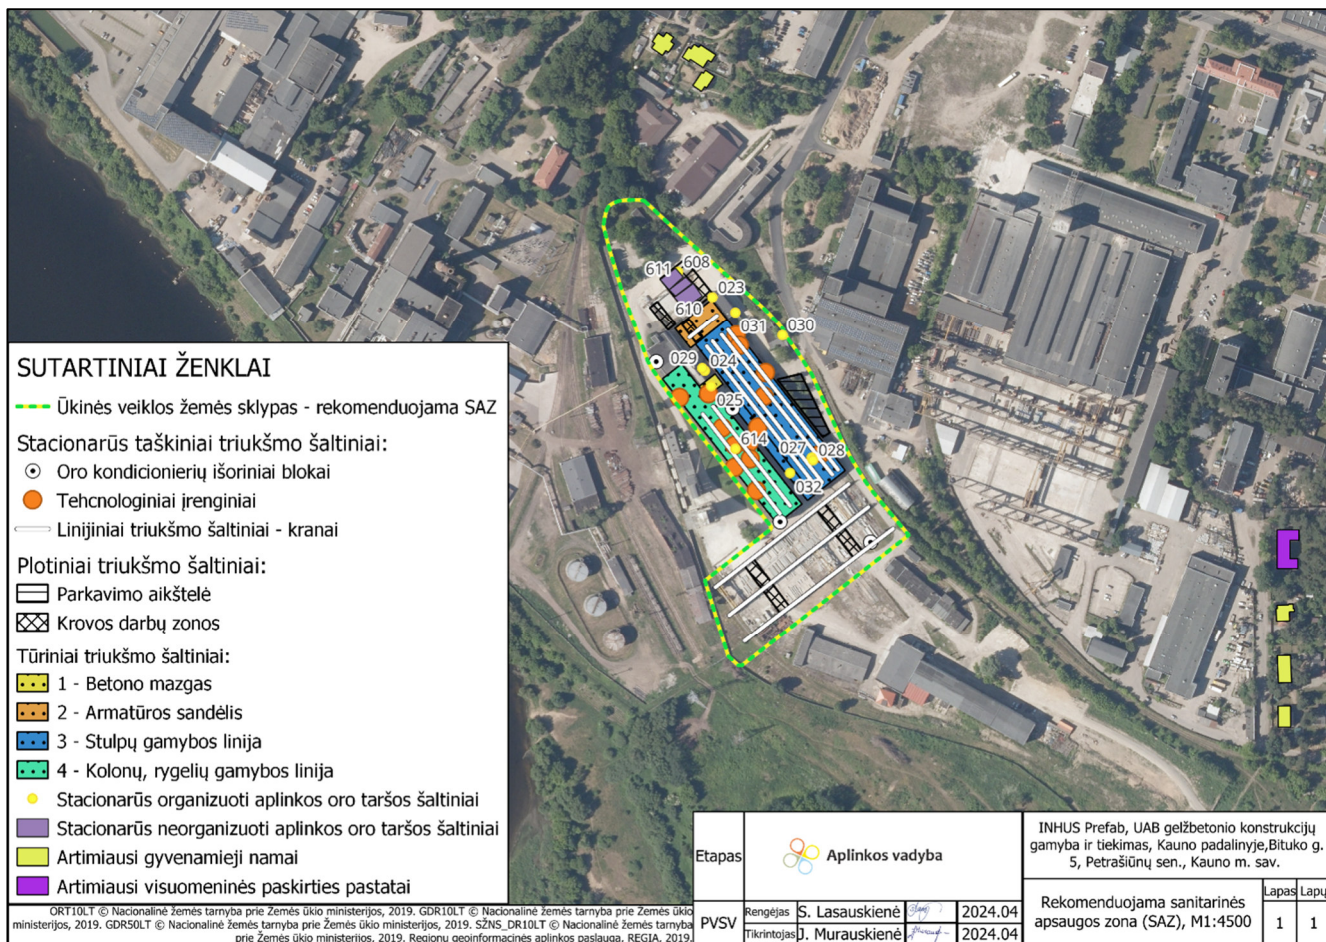 611
608
023
610
031
030
029
024
025
614
027
028
032
SUTARTINIAI ŽENKLAI
Ūkinės veiklos žemės sklypas - rekomenduojama SAZ
Stacionarūs taškiniai triukšmo šaltiniai:
Oro kondicionierių išoriniai blokai
Tehcnologiniai įrenginiai
Linijiniai triukšmo šaltiniai - kranai
Plotiniai triukšmo šaltiniai:
Parkavimo aikštelė
Krovos darbų zonos
Tūriniai triukšmo šaltiniai:
1 - Betono mazgas
2 - Armatūros sandėlis
3 - Stulpų gamybos linija
4 - Kolonų, rygelių gamybos linija
Stacionarūs organizuoti aplinkos oro taršos šaltiniai
Stacionarūs neorganizuoti aplinkos oro taršos šaltiniai
Artimiausi gyvenamieji namai
Artimiausi visuomeninės paskirties pastatai
ORT10LT © Nacionalinė žemės tarnyba prie Žemės ūkio ministerijos, 2019. GDR10LT © Nacionalinė žemės tarnyba prie Žemės ūkio
ministerijos, 2019. GDR50LT © Nacionalinė žemės tarnyba prie Žemės ūkio ministerijos, 2019. SŽNS_DR10LT © Nacionalinė žemės tarnyba
prie Žemės ūkio ministerijos, 2019. Regionų geoinformacinės aplinkos paslauga, REGIA, 2019.
Etapas
Aplinkos vadyba
INHUS Prefab, UAB gelžbetonio konstrukcijų
gamyba ir tiekimas, Kauno padalinyje,Bituko g.
5, Petrašiūnų sen., Kauno m. sav.
PVSV
Rengėjas S. Lasauskienė 2024.04
Tikrintojas J. Murauskienė 2024.04
Rekomenduojama sanitarinės
apsaugos zona (SAZ), M1:4500
Lapas Lapų
1 1